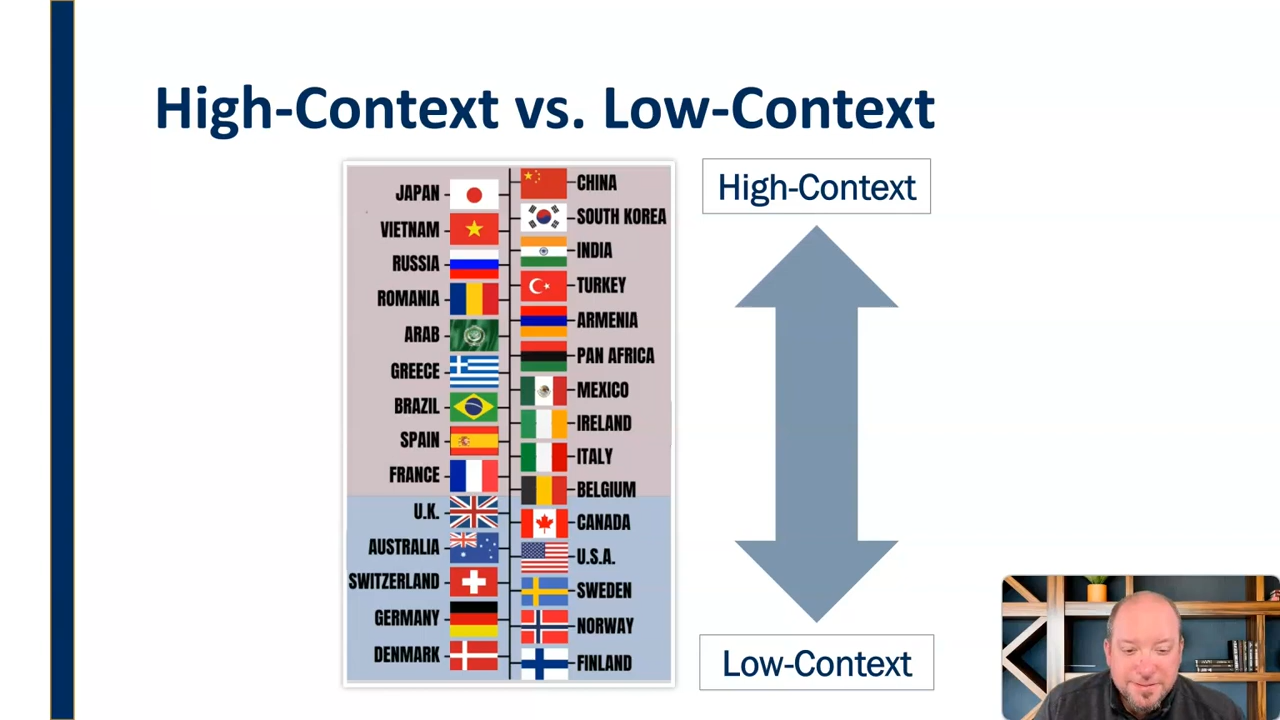 High-Context vs. Low-Context
JAPAN
CHINA
VIETNAM
SOUTH KOREA
RUSSIA
INDIA
ROMANIA
TURKEY
ARAB
ARMENIA
GREECE
PAN AFRICA
BRAZIL
MEXICO
SPAIN
IRELAND
FRANCE
ITALY
BELGIUM
U.K.
CANADA
AUSTRALIA
U.S.A.
SWITZERLAND
SWEDEN
GERMANY
NORWAY
DENMARK
FINLAND
High-Context
Low-Context